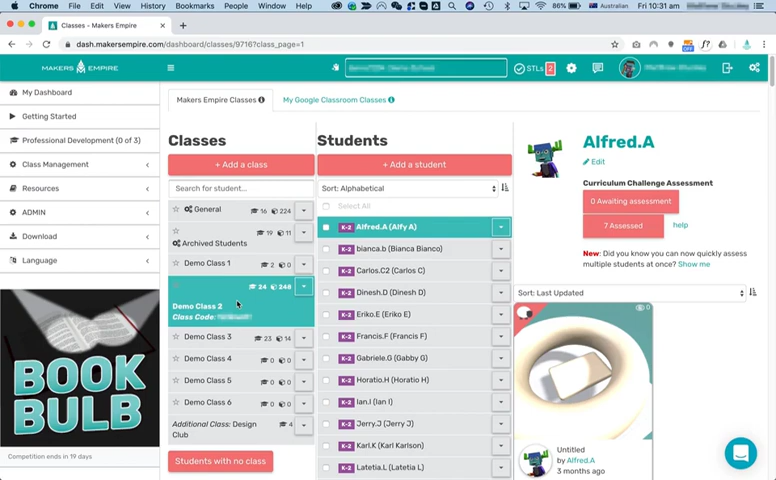 Chrome File Edit View History Bookmarks People Window Help 86% Australian Fri 10:31 am
Classes - Makers Empire
dash.makersempire.com/dashboard/classes/9716?class_page=1
MAKERS EMPIRE
STLs 2
My Dashboard
Getting Started
Professional Development (0 of 3)
Class Management
Resources
ADMIN
Download
Language
BOOK
BULB
Competition ends in 19 days
Makers Empire Classes
My Google Classroom Classes
Classes
+ Add a class
Search for student...
General 16 224
19 11
Archived Students
Demo Class 1 2 0
24 248
Demo Class 2
Class Code:
Demo Class 3 23 14
Demo Class 4 0 0
Demo Class 5 0 0
Demo Class 6 0 0
Additional Class: Design 4
Club
Students with no class
Students
+ Add a student
Sort: Alphabetical
Select All
K-2 Alfred.A (Alfy A)
K-2 bianca.b (Bianca Bianco)
K-2 Carlos.C2 (Carlos C)
K-2 Dinesh.D (Dinesh D)
K-2 Eriko.E (Eriko E)
K-2 Francis.F (Francis F)
K-2 Gabriele.G (Gabby G)
K-2 Horatio.H (Horatio H)
K-2 Ian.I (Ian I)
K-2 Jerry.J (Jerry J)
K-2 Karl.K (Karl Karlson)
K-2 Latetia.L (Latetia L)
Alfred.A
Edit
Curriculum Challenge Assessment
0 Awaiting assessment
7 Assessed
help
New: Did you know you can now quickly assess
multiple students at once? Show me
Sort: Last Updated
0
Untitled
by Alfred.A
3 months ago